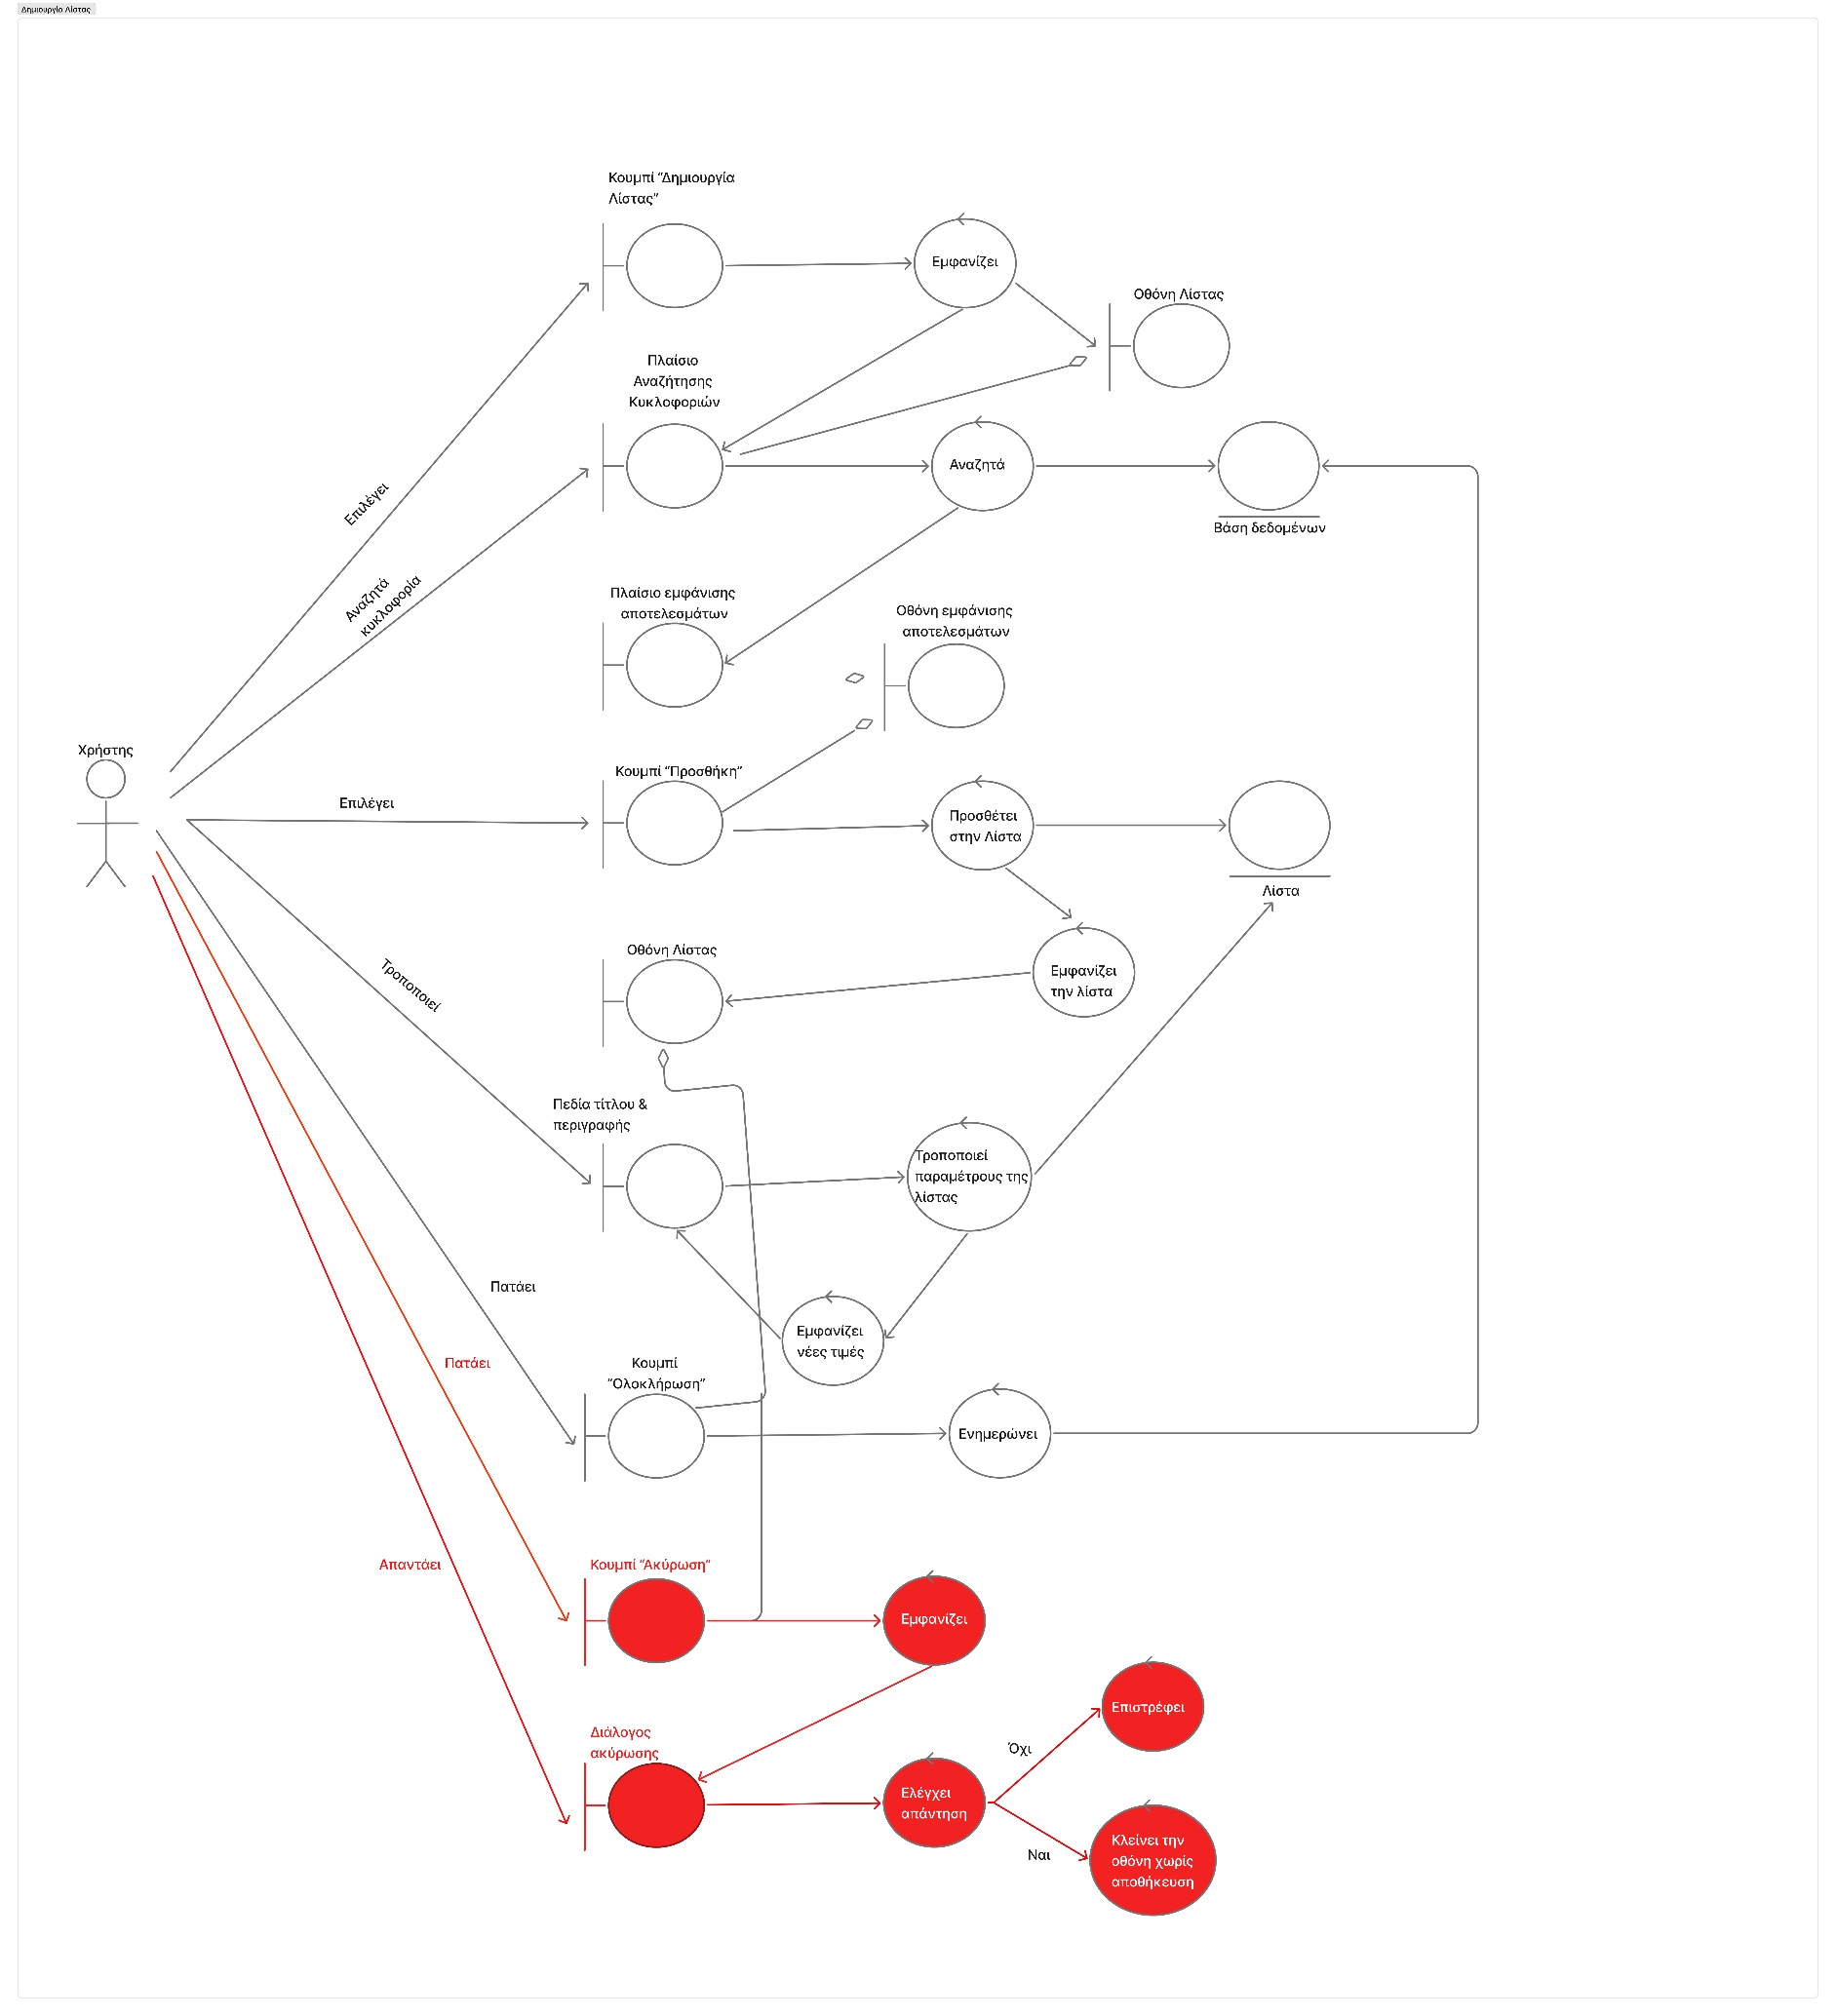 Δημιουργία Λίστας
Κουμπί “Δημιουργία
Λίστας”
Εμφανίζει
Οθόνη Λίστας
Πλαίσιο
Αναζήτησης
Κυκλοφοριών
Αναζητά
Επιλέγει
Βάση δεδομένων
Αναζητά
κυκλοφορία
Πλαίσιο εμφάνισης
αποτελεσμάτων
Οθόνη εμφάνισης
αποτελεσμάτων
Χρήστης
Επιλέγει
Κουμπί “Προσθήκη”
Προσθέτει
στην Λίστα
Λίστα
Οθόνη Λίστας
Εμφανίζει
την λίστα
Τροποποιεί
Πεδία τίτλου &
περιγραφής
Τροποποιεί
παραμέτρους της
λίστας
Πατάει
Εμφανίζει
νέες τιμές
Πατάει
Κουμπί
“Ολοκλήρωση”
Ενημερώνει
Απαντάει
Κουμπί “Ακύρωση”
Εμφανίζει
Επιστρέφει
Διάλογος
ακύρωσης
Όχι
Ελέγχει
απάντηση
Ναι
Κλείνει την
οθόνη χωρίς
αποθήκευση